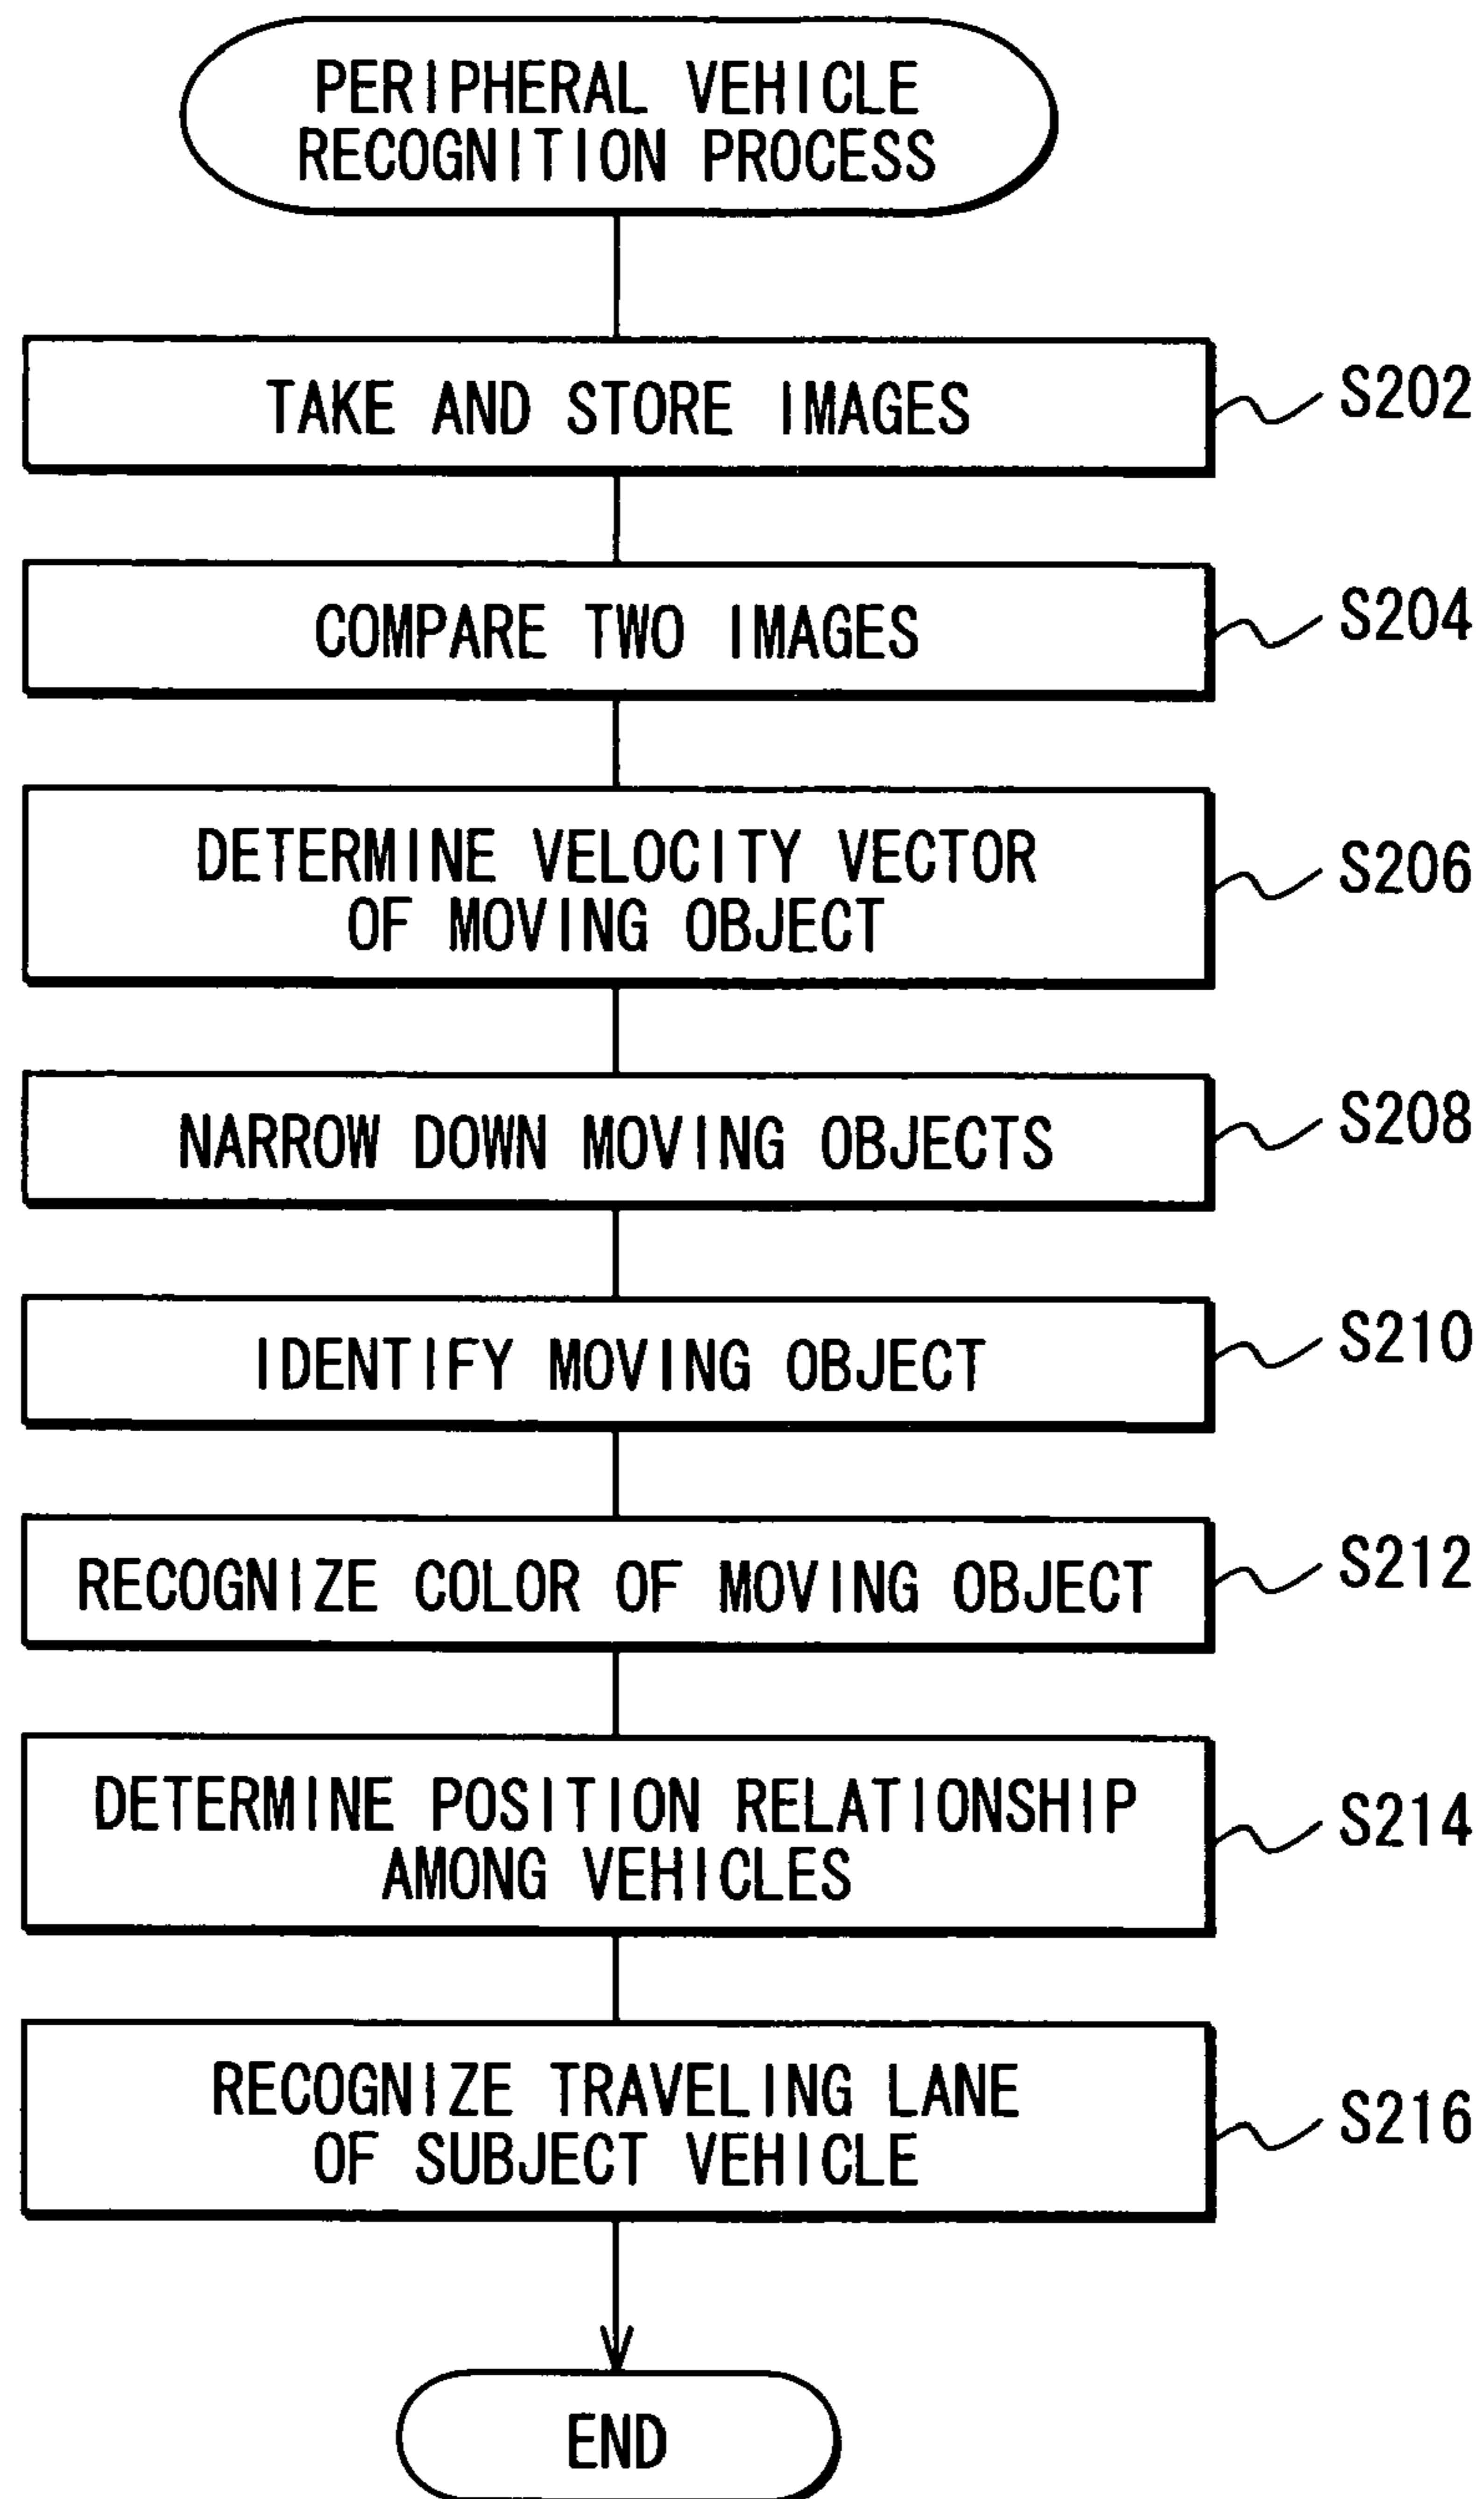 PERIPHERAL VEHICLE
RECOGNITION PROCESS
TAKE AND STORE IMAGES
S202
COMPARE TWO IMAGES
S204
DETERMINE VELOCITY VECTOR
OF MOVING OBJECT
S206
NARROW DOWN MOVING OBJECTS
S208
IDENTIFY MOVING OBJECT
S210
RECOGNIZE COLOR OF MOVING OBJECT
S212
DETERMINE POSITION RELATIONSHIP
AMONG VEHICLES
S214
RECOGNIZE TRAVELING LANE
OF SUBJECT VEHICLE
S216
END